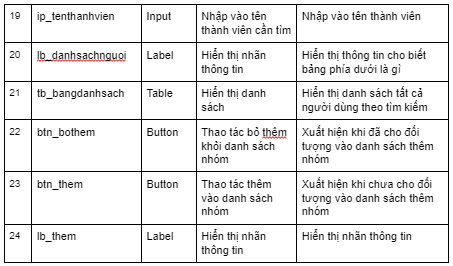 19 ip_tenthanhvien Input Nhập vào tên Nhập vào tên thành viên
thành viên cần tìm
20 lb_danhsachnguoi Label Hiển thị nhãn Hiển thị thông tin cho biết
thông tin bảng phía dưới là gì
21 tb_bangdanhsach Table Hiển thị danh Hiển thị danh sách tất cả
sách người dùng theo tìm kiếm
22 btn_bothem Button Thao tác bỏ thêm Xuất hiện khi đã cho đối
khỏi danh sách tượng vào danh sách thêm
nhóm nhóm
23 btn_them Button Thao tác thêm Xuất hiện khi chưa cho đối
vào danh sách tượng vào danh sách thêm
nhóm nhóm
24 lb_them Label Hiển thị nhãn Hiển thị nhãn thông tin
thông tin